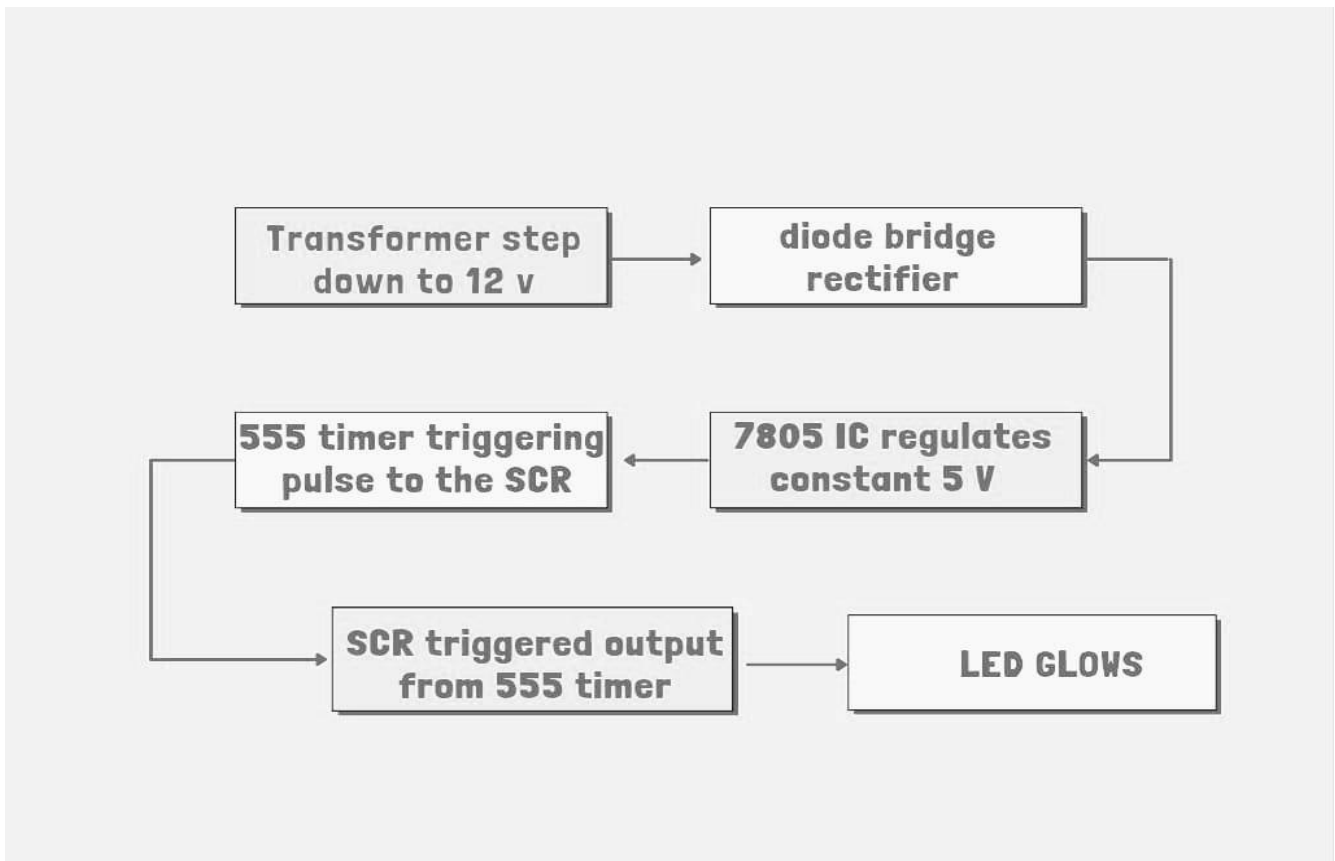 Transformer step
down to 12 v
diode bridge
rectifier
7805 IC regulates
constant 5 V
555 timer triggering
pulse to the SCR
SCR triggered output
from 555 timer
LED GLOWS